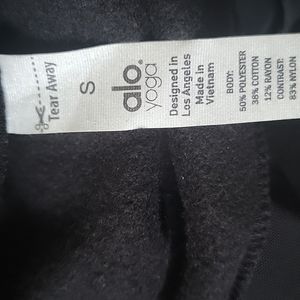 Tear Away
S
alo®
yoga
Designed in
Los Angeles
Made in
Vietnam
BODY:
50% POLYESTER
38% COTTON
12% RAYON
CONTRAST:
83% NYLON